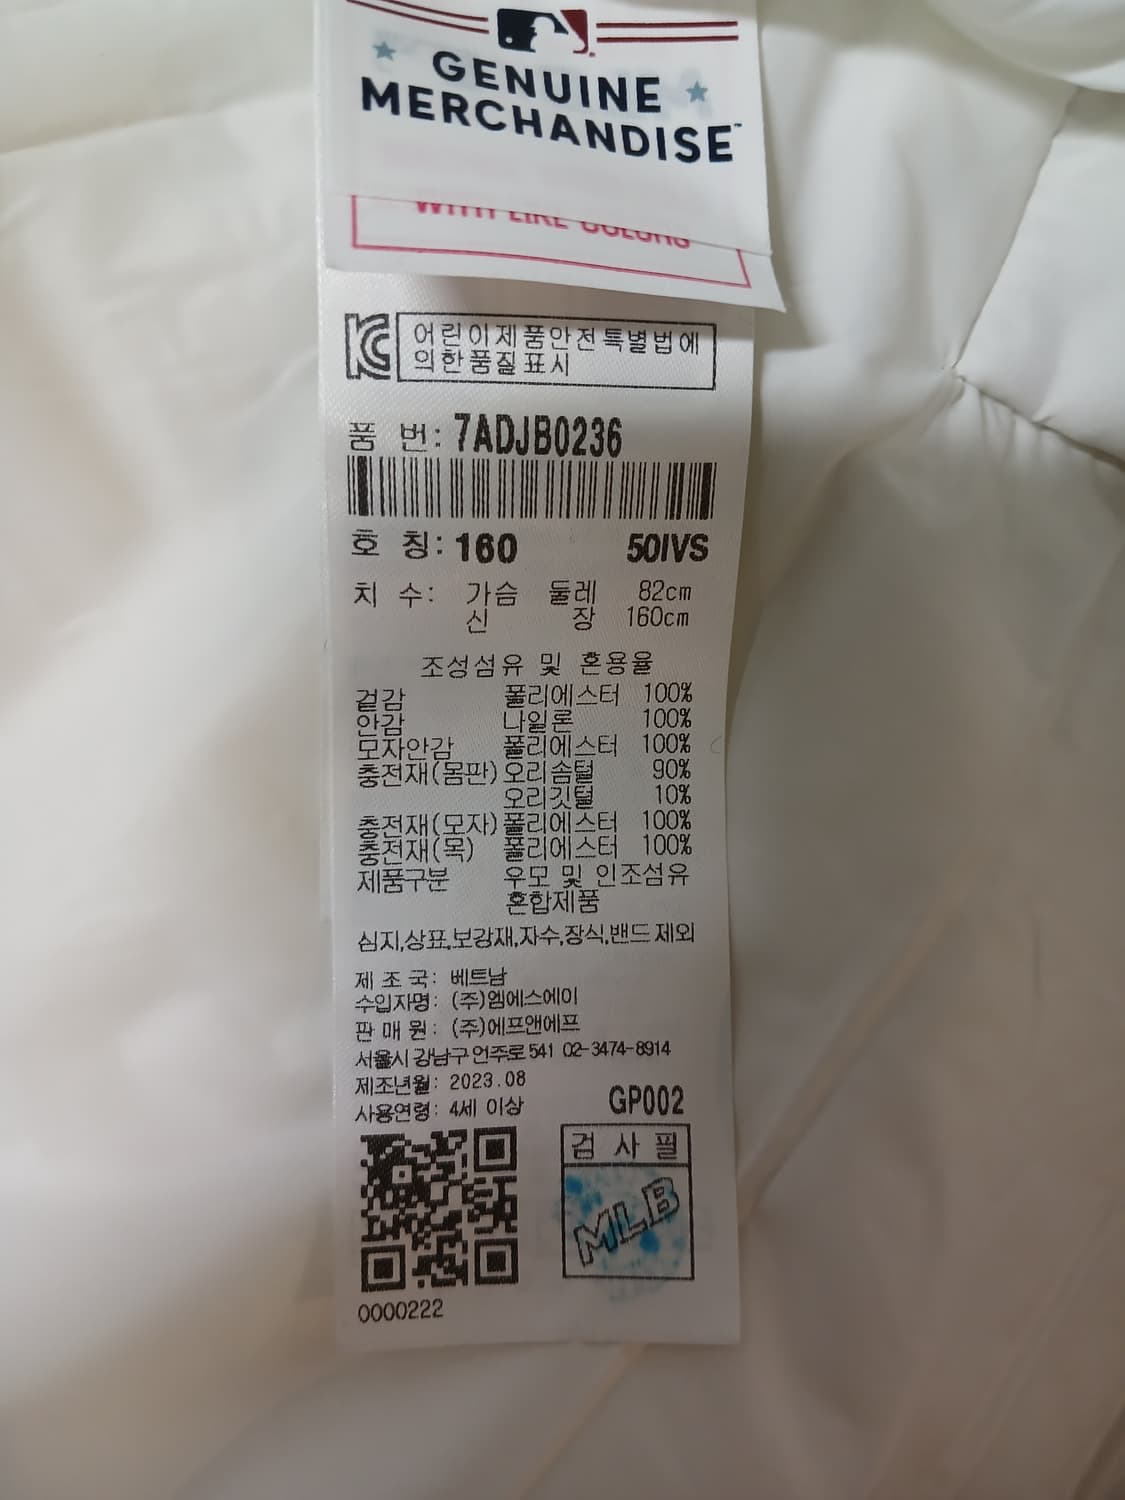 GENUINE
MERCHANDISE™
WITH LIKE COLORS
어린이제품안전특별법에
의한품질표시
품 번: 7ADJB0236
호 칭: 160 50IVS
치 수: 가슴 둘레 82cm
신 장 160cm
조성섬유 및 혼용율
겉감 폴리에스터 100%
안감 나일론 100%
모자안감 폴리에스터 100%
충전재(몸판) 오리솜털 90%
오리깃털 10%
충전재(모자) 폴리에스터 100%
충전재(목) 폴리에스터 100%
제품구분 우모 및 인조섬유
혼합제품
심지,상표,보강재,자수,장식,밴드 제외
제 조 국: 베트남
수입자명: (주)엠에스에이
판 매 원: (주)에프앤에프
서울시 강남구 언주로 541 02-3474-8914
제조년월: 2023.08
사용연령: 4세 이상 GP002
검 사 필
MLB
0000222